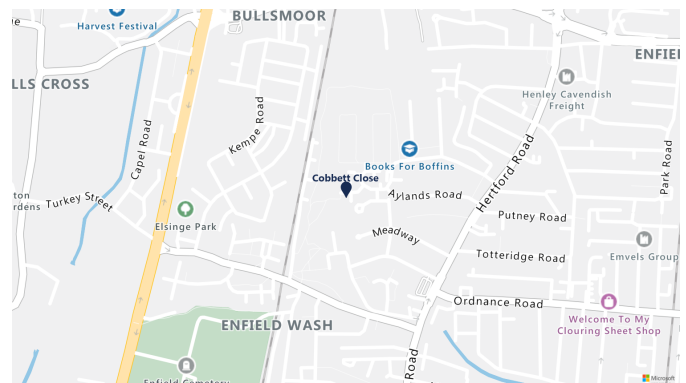 BULLSMOOR
Harvest Festival
ENFIEL
LLS CROSS
Henley Cavendish
Freight
Kempe Road
Capel Road
Hertford Road
Park Road
Books For Boffins
Cobbett Close
Aylands Road
ton
rdens
Turkey Street
Elsinge Park
Putney Road
Meadway
Totteridge Road
Emvels Group
Ordnance Road
ENFIELD WASH
Welcome To My
Clouring Sheet Shop
Road
Enfield Cemetery
Microsoft